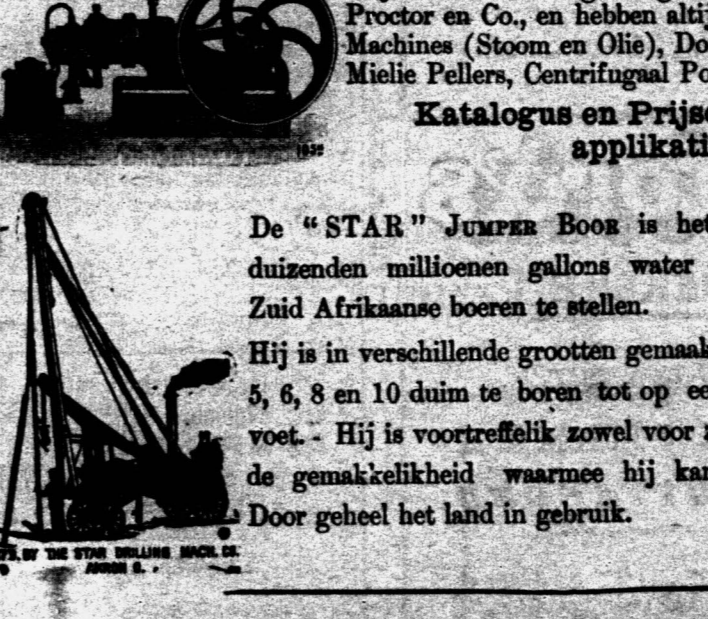 Proctor en Co., en hebben altij
Machines (Stoom en Olie), Do
Mielie Pellers, Centrifugaal Po
Katalogus en Prijse
applikati
De "STAR" JUMPER BOOR is het
duizenden millioenen gallons water
Zuid Afrikaanse boeren te stellen.
Hij is in verschillende grootten gemaak
5, 6, 8 en 10 duim te boren tot op ee
voet. - Hij is voortreffelik zowel voor
de gemakkelikheid waarmee hij kan
Door geheel het land in gebruik.
BY THE STAR DRILLING MACH. CO.
AKRON O.